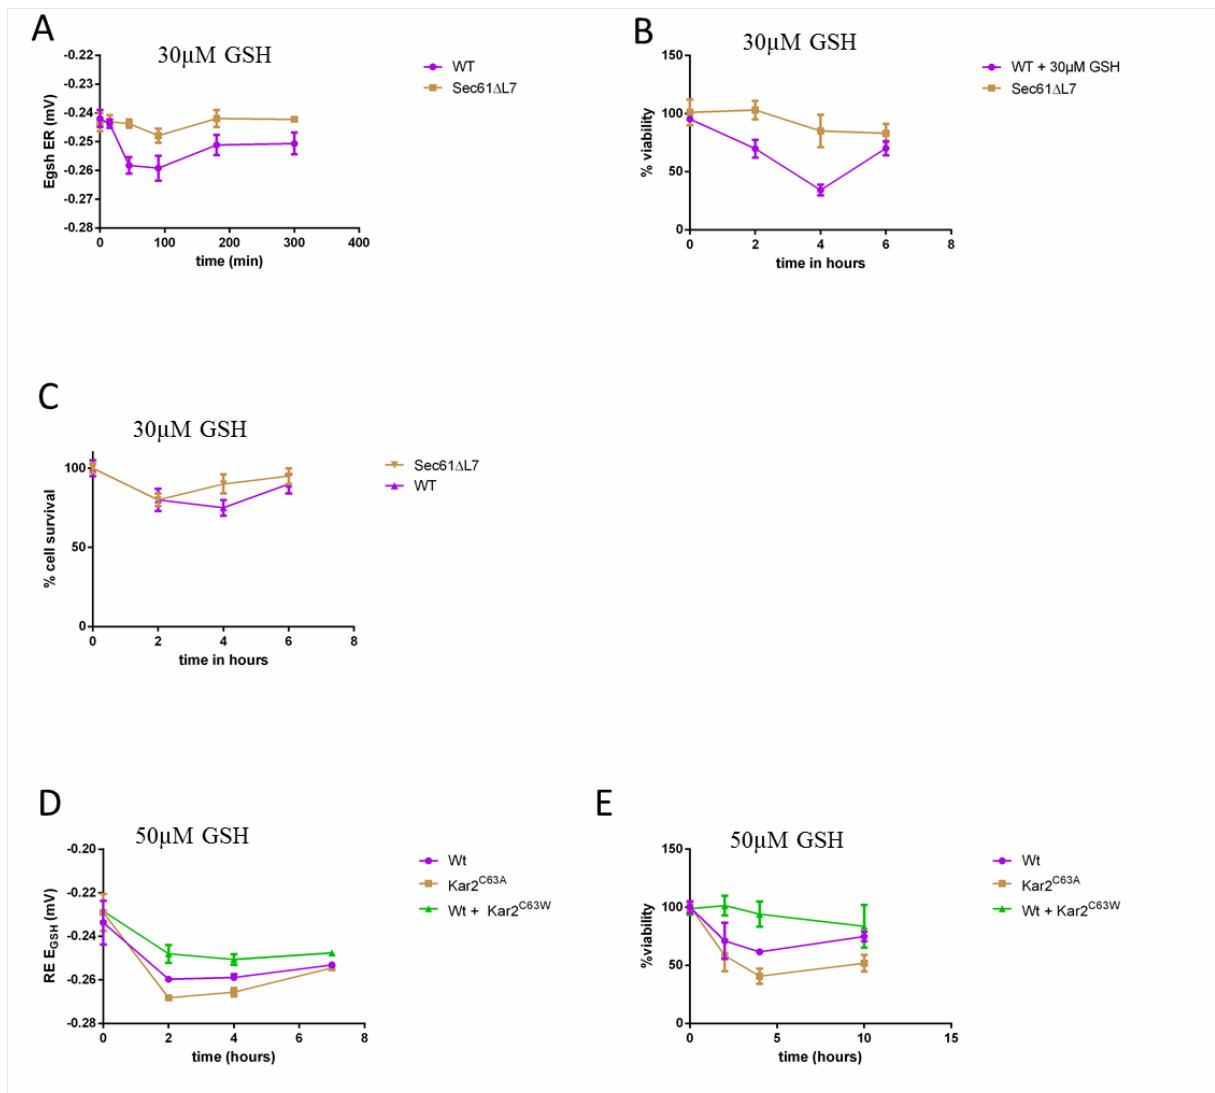 A
30µM GSH
WT
Sec61ΔL7
Egsh ER (mV)
-0.22
-0.23
-0.24
-0.25
-0.26
-0.27
-0.28
0 100 200 300 400
time (min)
B
30µM GSH
WT + 30µM GSH
Sec61ΔL7
% viability
150
100
50
0
0 2 4 6 8
time in hours
C
30µM GSH
Sec61ΔL7
WT
% cell survival
100
50
0
0 2 4 6 8
time in hours
D
50µM GSH
Wt
Kar2C63A
Wt + Kar2C63W
RE EGSH (mV)
-0.20
-0.22
-0.24
-0.26
-0.28
0 2 4 6 8
time (hours)
E
50µM GSH
Wt
Kar2C63A
Wt + Kar2C63W
%viability
150
100
50
0
0 5 10 15
time (hours)